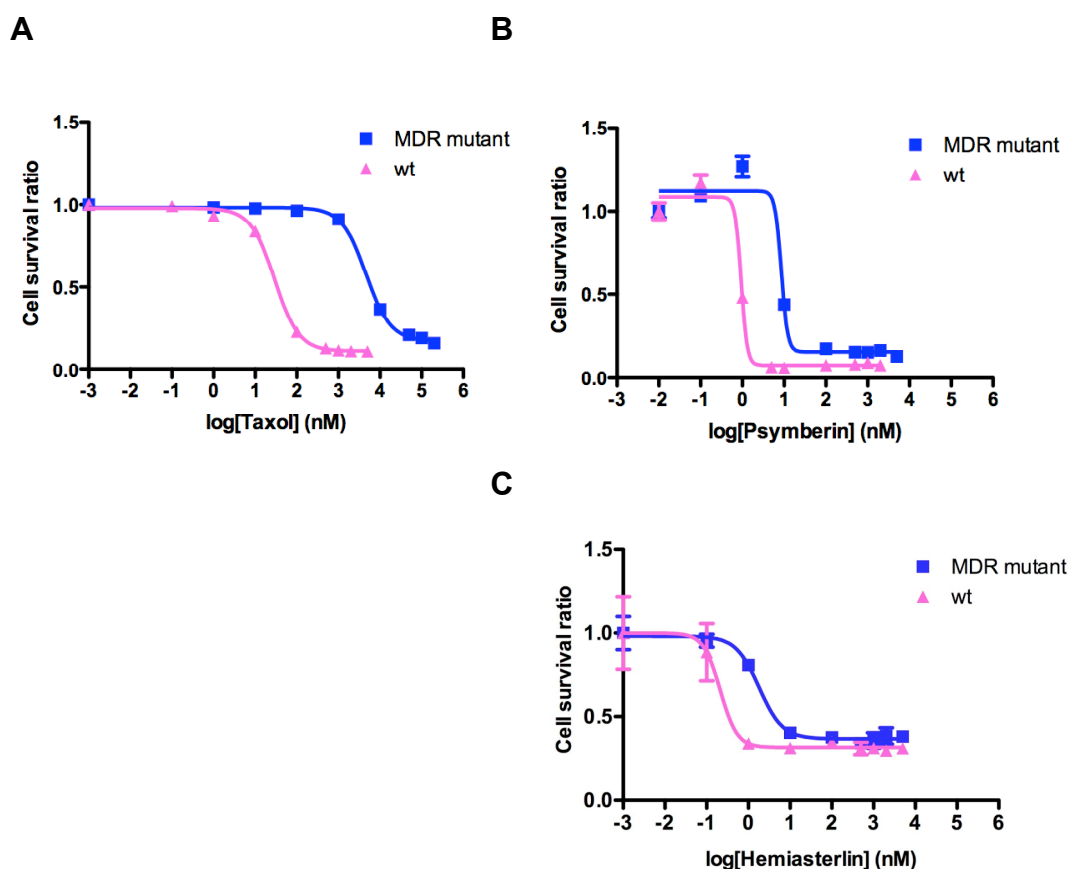 A
1.5
1.0
0.5
0.0
Cell survival ratio
-3 -2 -1 0 1 2 3 4 5 6
log[Taxol] (nM)
MDR mutant
wt
B
1.5
1.0
0.5
0.0
Cell survival ratio
-3 -2 -1 0 1 2 3 4 5 6
log[Psymberin] (nM)
MDR mutant
wt
C
1.5
1.0
0.5
0.0
Cell survival ratio
-3 -2 -1 0 1 2 3 4 5 6
log[Hemiasterlin] (nM)
MDR mutant
wt